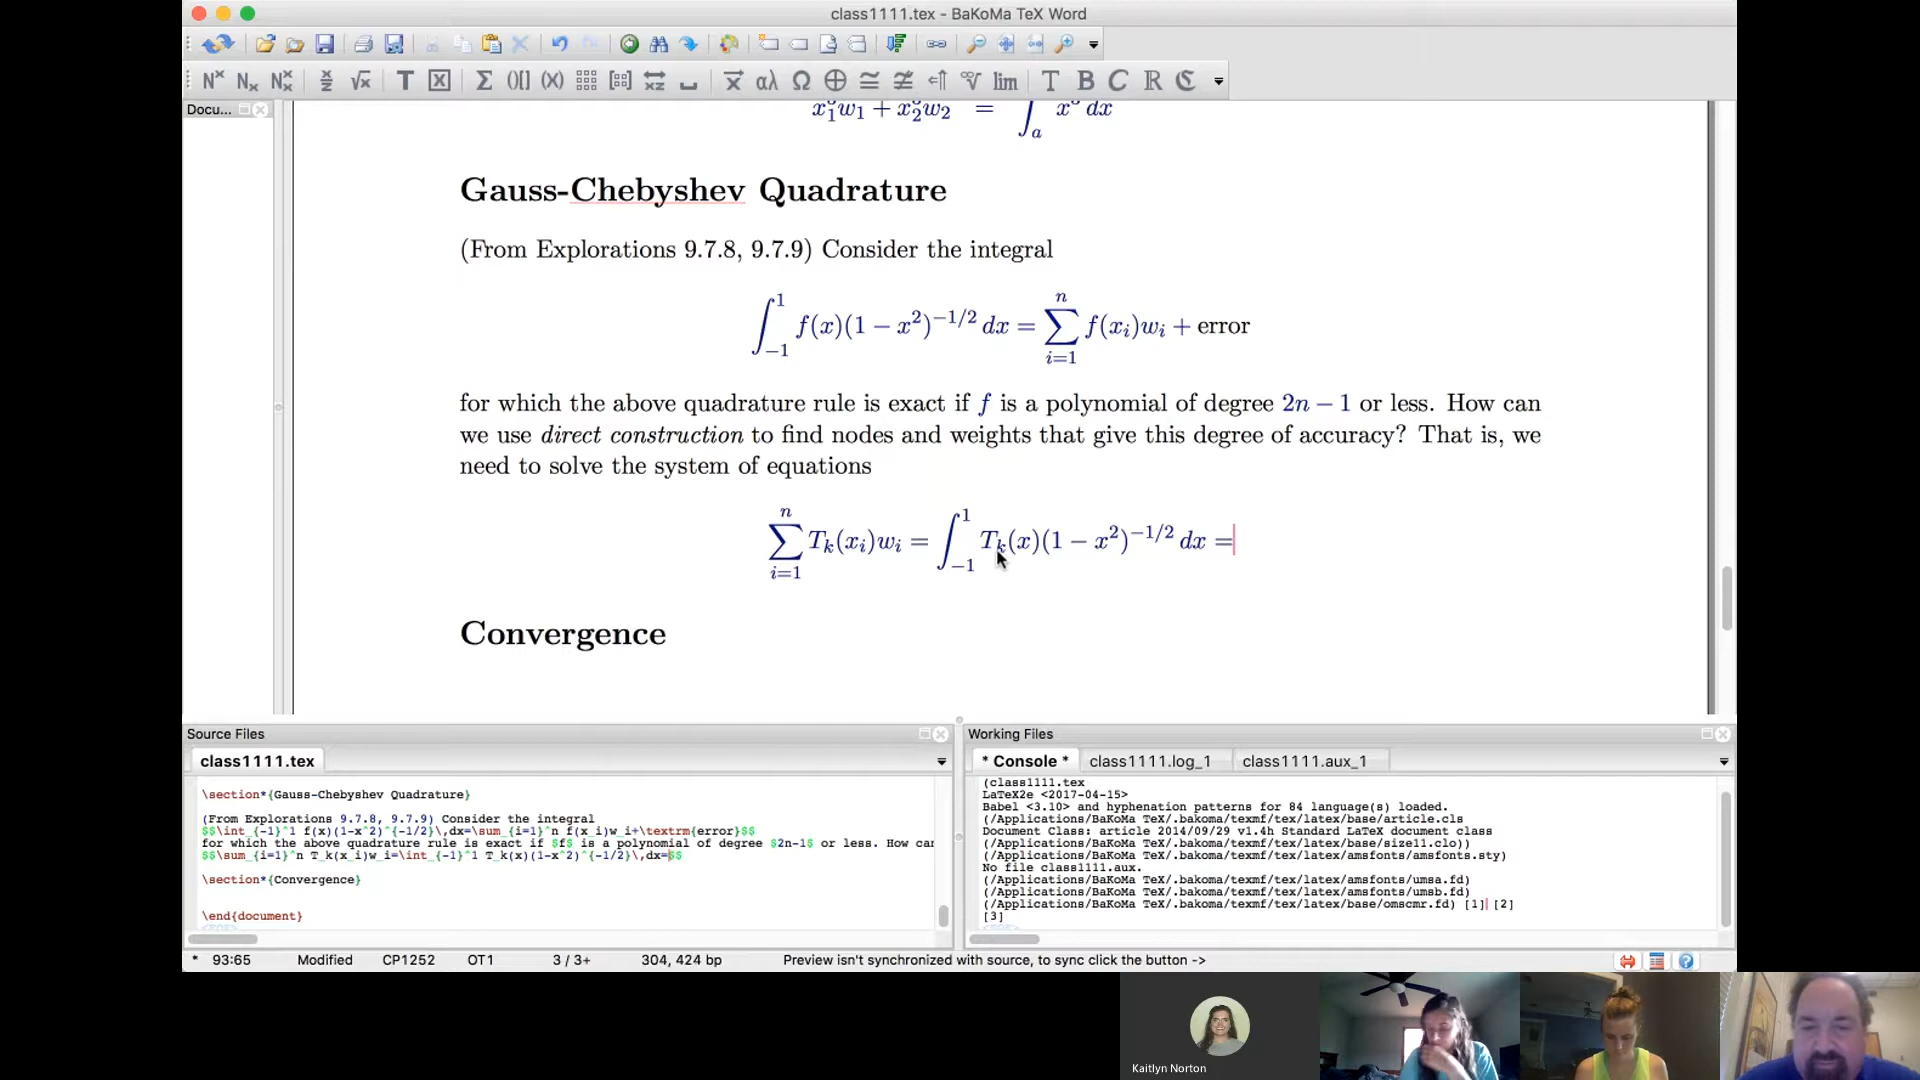 class1111.tex - BaKoMa TeX Word
Docu...
x_1^3w_1 + x_2^3w_2 = ∫_a x^3 dx
Gauss-Chebyshev Quadrature
(From Explorations 9.7.8, 9.7.9) Consider the integral
∫_{-1}^1 f(x)(1 − x^2)^{−1/2} dx = ∑_{i=1}^n f(x_i)w_i + error
for which the above quadrature rule is exact if f is a polynomial of degree 2n − 1 or less. How can
we use direct construction to find nodes and weights that give this degree of accuracy? That is, we
need to solve the system of equations
∑_{i=1}^n T_k(x_i)w_i = ∫_{-1}^1 T_k(x)(1 − x^2)^{−1/2} dx =
Convergence
Source Files
class1111.tex
\section*{Gauss-Chebyshev Quadrature}
(From Explorations 9.7.8, 9.7.9) Consider the integral
$$\int_{-1}^1 f(x)(1-x^2)^{-1/2}\,dx=\sum_{i=1}^n f(x_i)w_i+\textrm{error}$$
for which the above quadrature rule is exact if $f$ is a polynomial of degree $2n-1$ or less. How can
$$\sum_{i=1}^n T_k(x_i)w_i=\int_{-1}^1 T_k(x)(1-x^2)^{-1/2}\,dx=$$
\section*{Convergence}
\end{document}
Working Files
* Console * class1111.log_1 class1111.aux_1
(class1111.tex
LaTeX2e <2017-04-15>
Babel <3.10> and hyphenation patterns for 84 language(s) loaded.
(/Applications/BaKoMa TeX/.bakoma/texmf/tex/latex/base/article.cls
Document Class: article 2014/09/29 v1.4h Standard LaTeX document class
(/Applications/BaKoMa TeX/.bakoma/texmf/tex/latex/base/size11.clo))
(/Applications/BaKoMa TeX/.bakoma/texmf/tex/latex/amsfonts/amsfonts.sty)
No file class1111.aux.
(/Applications/BaKoMa TeX/.bakoma/texmf/tex/latex/amsfonts/umsa.fd)
(/Applications/BaKoMa TeX/.bakoma/texmf/tex/latex/amsfonts/umsb.fd)
(/Applications/BaKoMa TeX/.bakoma/texmf/tex/latex/base/omscmr.fd) [1] [2]
[3]
* 93:65 Modified CP1252 OT1 3 / 3+ 304, 424 bp Preview isn't synchronized with source, to sync click the button ->
Kaitlyn Norton